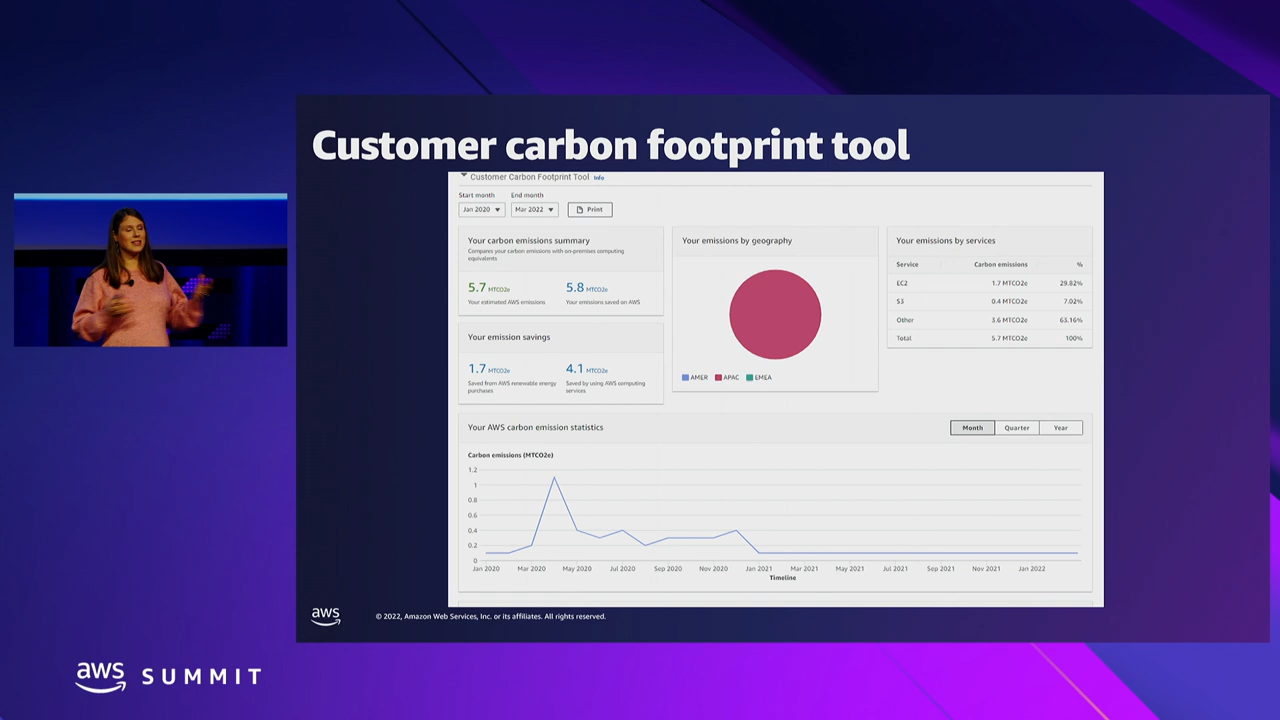 Customer carbon footprint tool
Customer Carbon Footprint Tool Info
Start month End month
Jan 2020 Mar 2022 Print
Your carbon emissions summary
Compares your carbon emissions with on-premises computing
equivalents
5.7 MTCO2e 5.8 MTCO2e
Your estimated AWS emissions Your emissions saved on AWS
Your emission savings
1.7 MTCO2e 4.1 MTCO2e
Saved from AWS renewable energy
purchases
Saved by using AWS computing
services
Your emissions by geography
AMER APAC EMEA
Your emissions by services
Service Carbon emissions %
EC2 1.7 MTCO2e 29.82%
S3 0.4 MTCO2e 7.02%
Other 3.6 MTCO2e 63.16%
Total 5.7 MTCO2e 100%
Your AWS carbon emission statistics
Month Quarter Year
Carbon emissions (MTCO2e)
1.2
1
0.8
0.6
0.4
0.2
0
Jan 2020 Mar 2020 May 2020 Jul 2020 Sep 2020 Nov 2020 Jan 2021 Mar 2021 May 2021 Jul 2021 Sep 2021 Nov 2021 Jan 2022
Timeline
aws
© 2022, Amazon Web Services, Inc. or its affiliates. All rights reserved.
aws SUMMIT